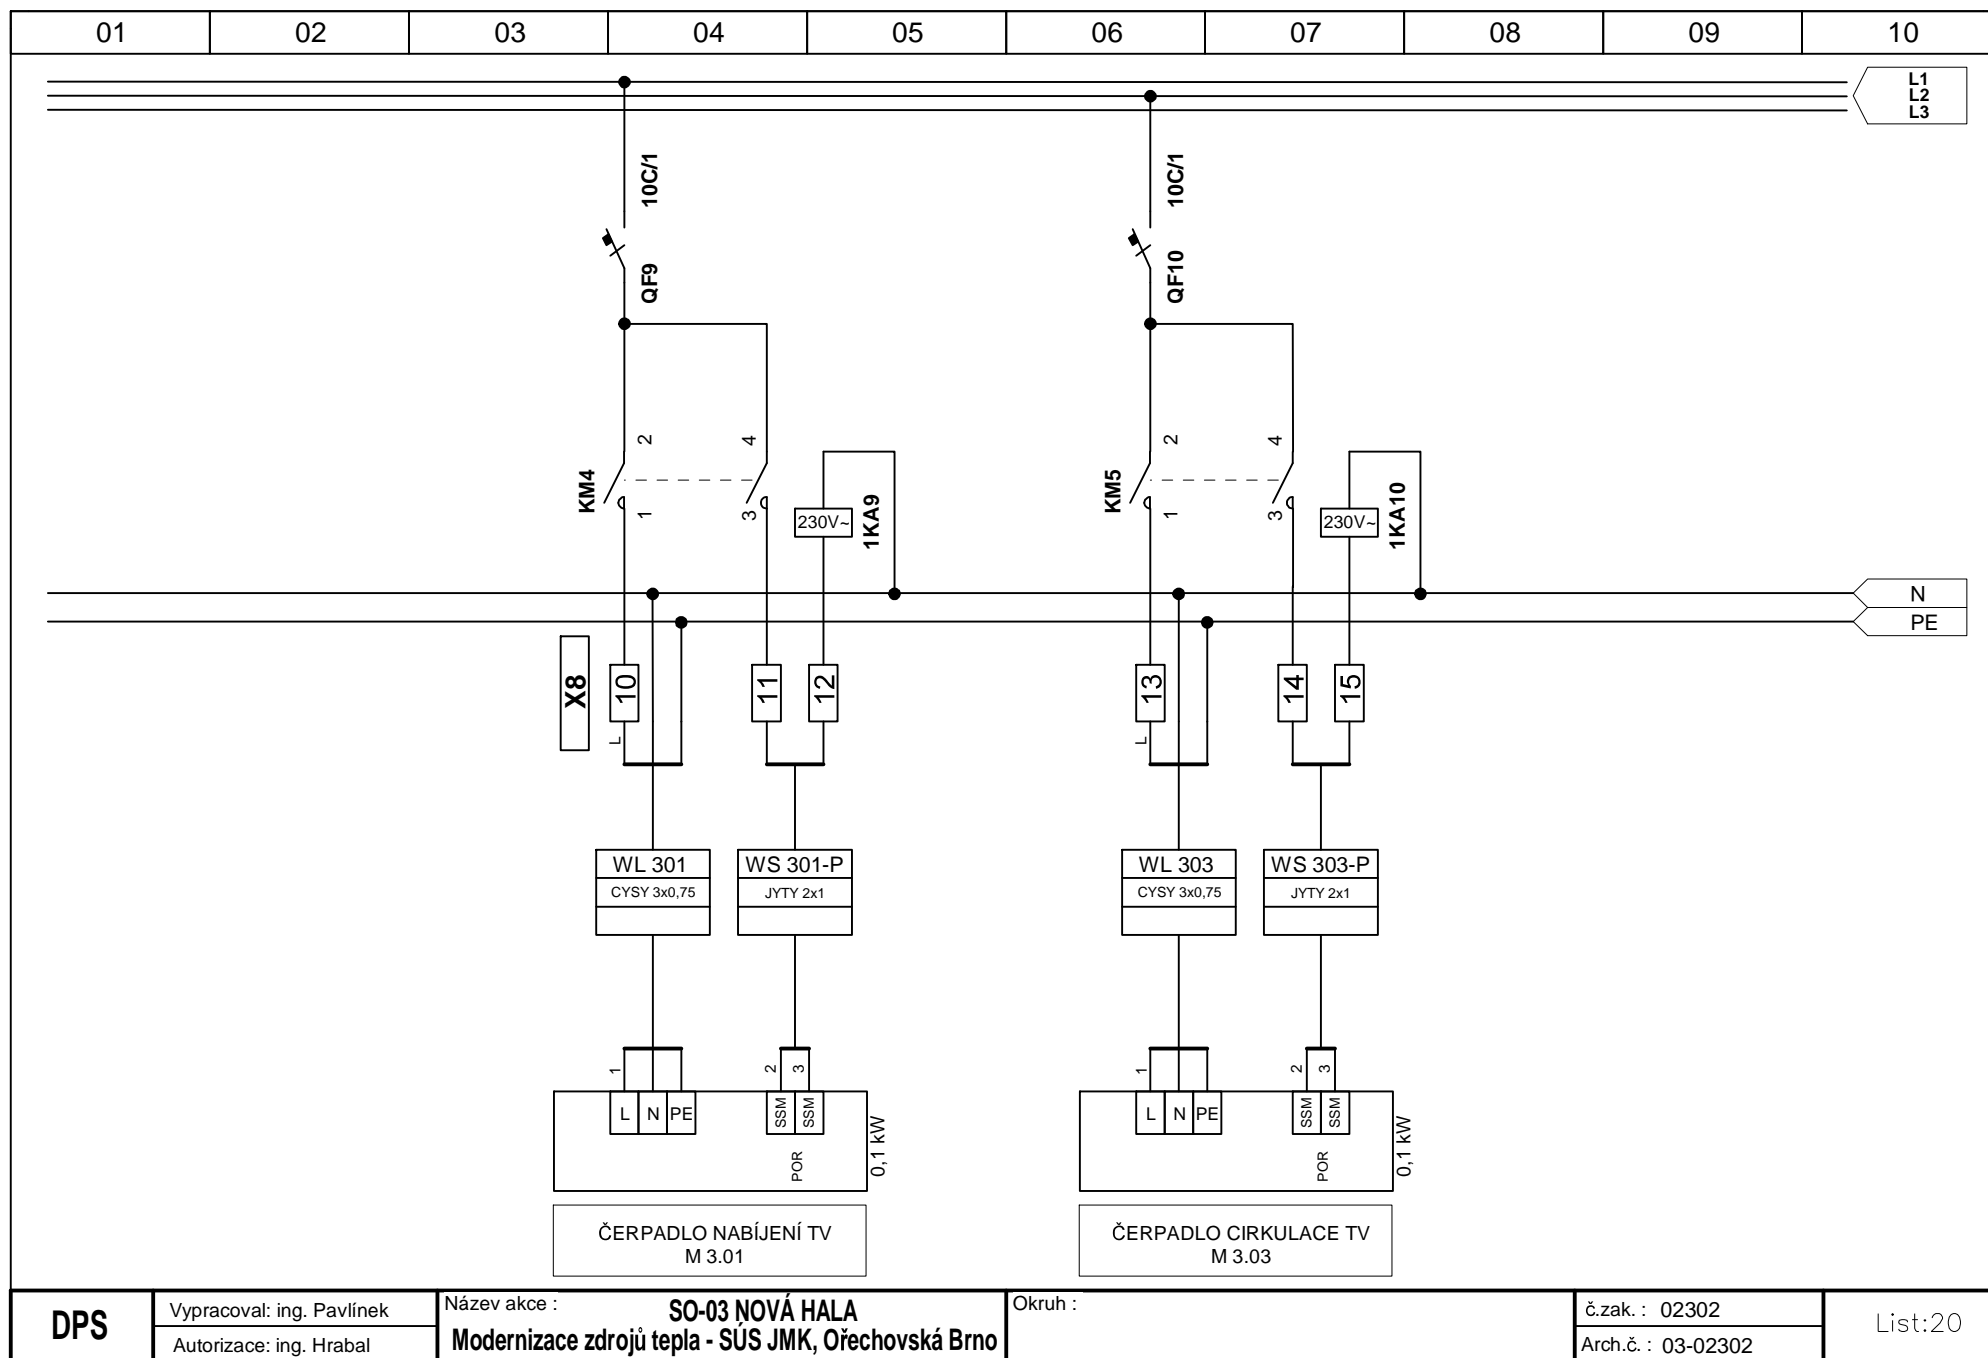 01 02 03 04 05 06 07 08 09 10
L1
L2
L3
10C/1
10C/1
QF9
QF10
2 4
2 4
KM4
KM5
1 3
1 3
230V~ 1KA9
230V~ 1KA10
N
PE
X8
10 11 12
13 14 15
L
L
WL 301
CYSY 3x0,75
WS 301-P
JYTY 2x1
WL 303
CYSY 3x0,75
WS 303-P
JYTY 2x1
1 2 3
1 2 3
L N PE SSM SSM
L N PE SSM SSM
POR
POR
0,1 kW
0,1 kW
ČERPADLO NABÍJENÍ TV
M 3.01
ČERPADLO CIRKULACE TV
M 3.03
DPS
Vypracoval: ing. Pavlínek
Autorizace: ing. Hrabal
Název akce :
SO-03 NOVÁ HALA
Modernizace zdrojů tepla - SÚS JMK, Ořechovská Brno
Okruh :
č.zak. : 02302
Arch.č. : 03-02302
List:20